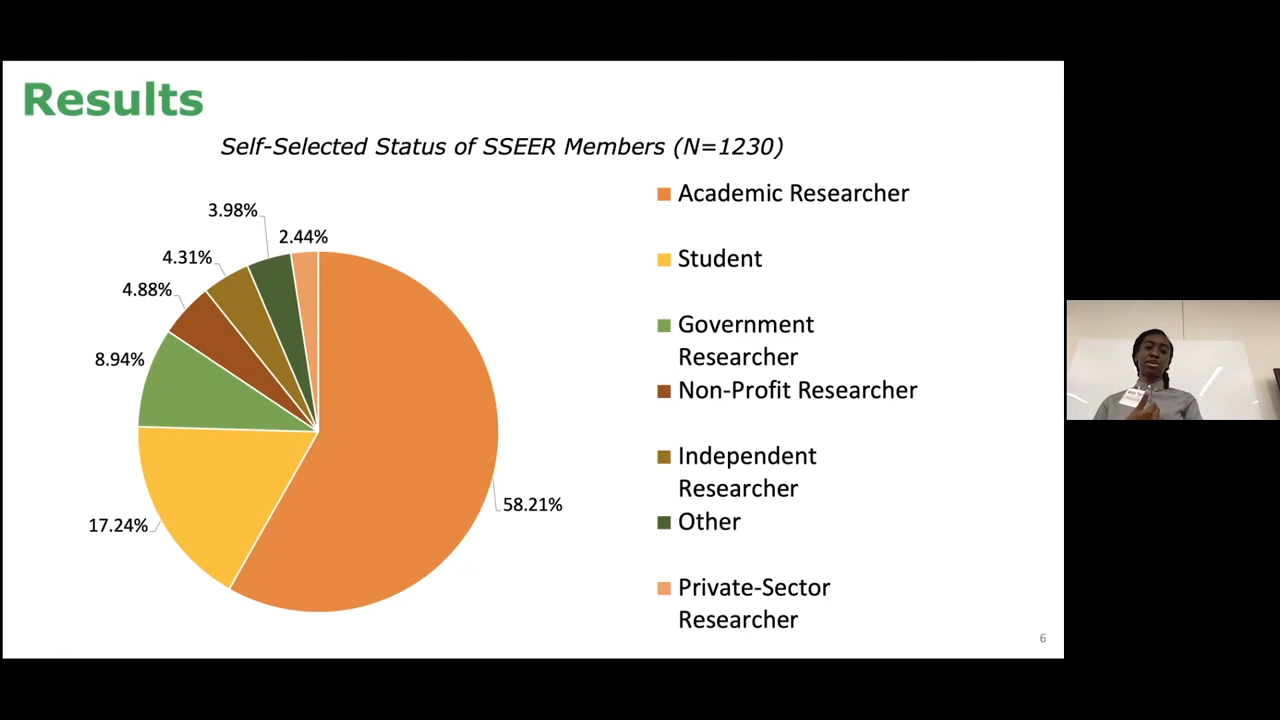 Results
Self-Selected Status of SSEER Members (N=1230)
3.98%
2.44%
4.31%
4.88%
8.94%
17.24%
58.21%
Academic Researcher
Student
Government
Researcher
Non-Profit Researcher
Independent
Researcher
Other
Private-Sector
Researcher
6